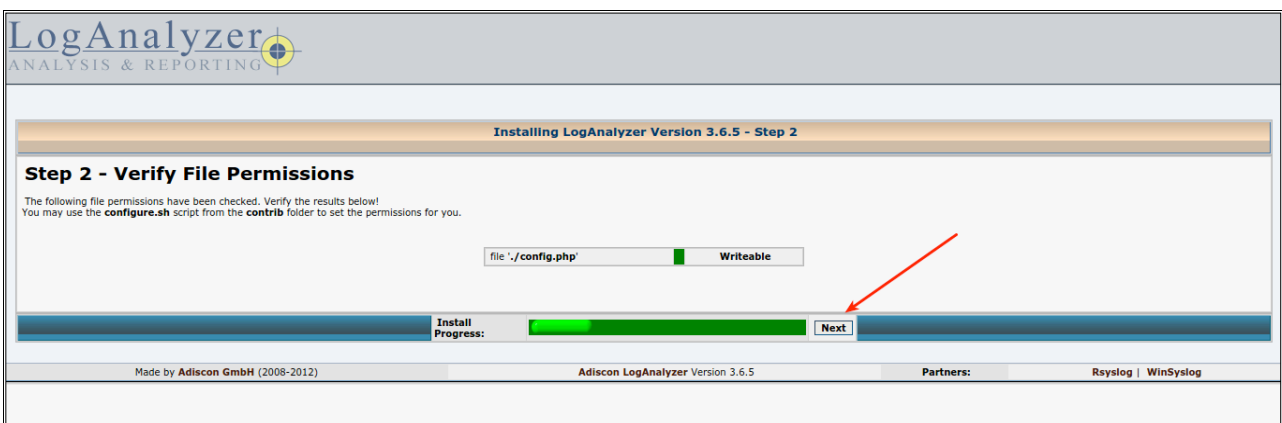 LogAnalyzer
ANALYSIS & REPORTING
Installing LogAnalyzer Version 3.6.5 - Step 2
Step 2 - Verify File Permissions
The following file permissions have been checked. Verify the results below!
You may use the configure.sh script from the contrib folder to set the permissions for you.
file './config.php' Writeable
Install
Progress:
Next
Made by Adiscon GmbH (2008-2012) Adiscon LogAnalyzer Version 3.6.5 Partners: Rsyslog | WinSyslog